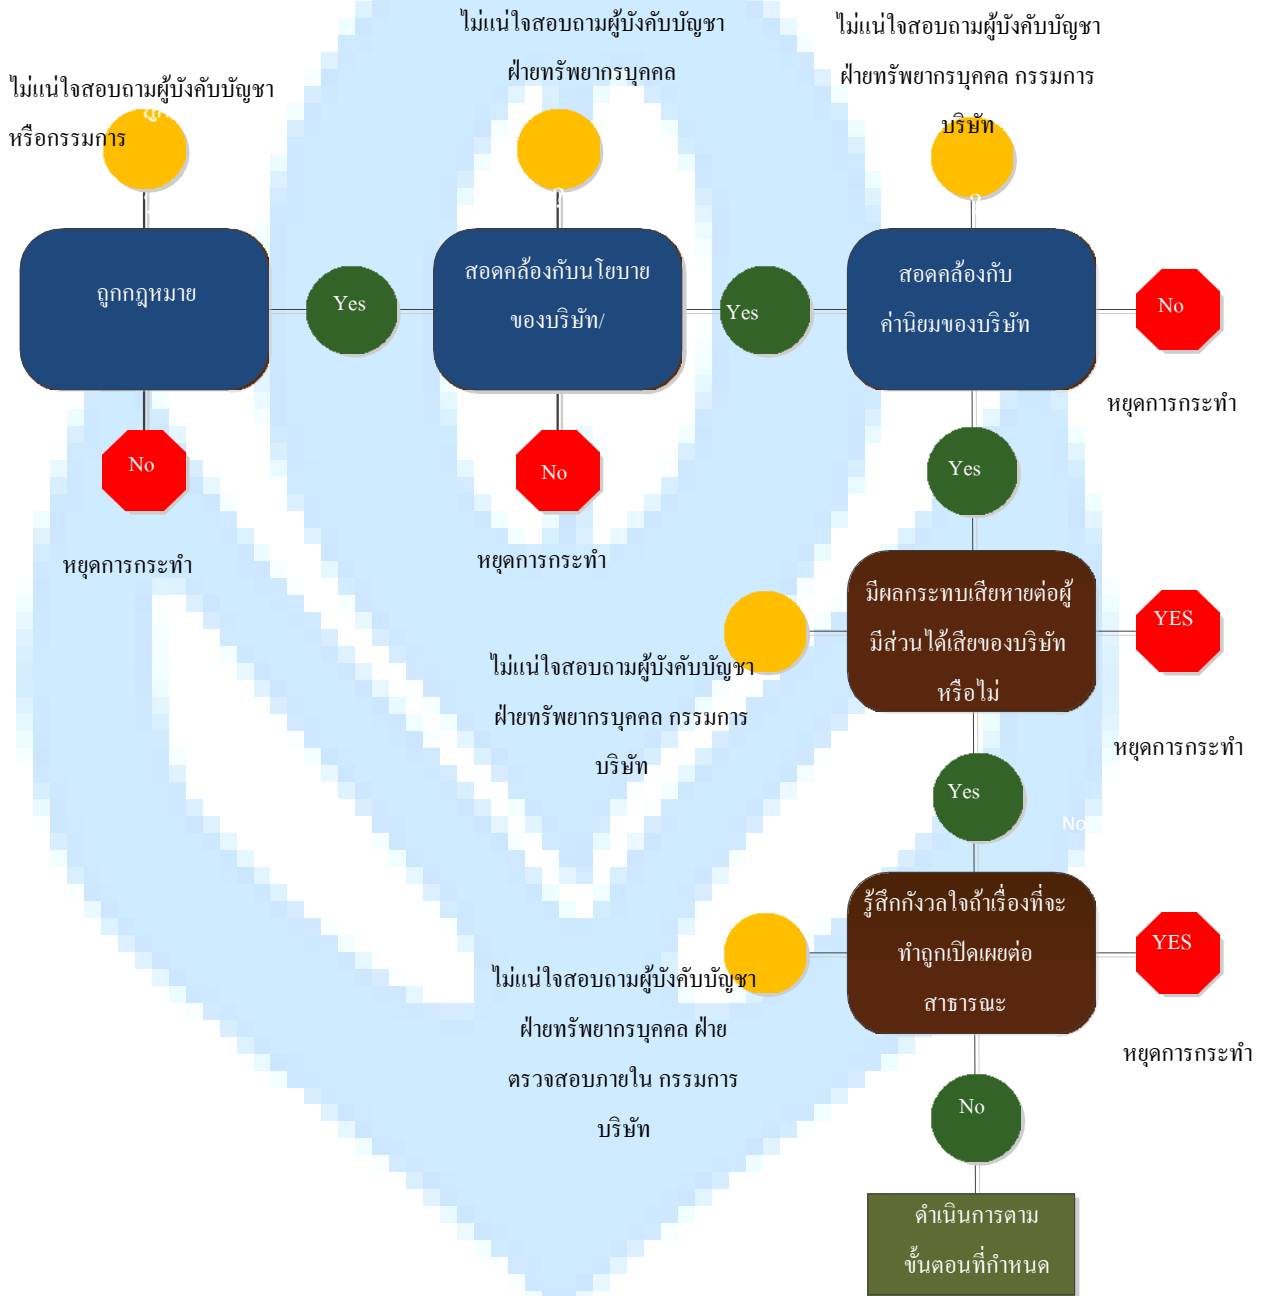 ไม่แน่ใจสอบถามผู้บังคับบัญชา
หรือกรรมการ
ไม่แน่ใจสอบถามผู้บังคับบัญชา
ฝ่ายทรัพยากรบุคคล
ไม่แน่ใจสอบถามผู้บังคับบัญชา
ฝ่ายทรัพยากรบุคคล กรรมการ
บริษัท
ถูกกฎหมาย
Yes
สอดคล้องกับนโยบาย
ของบริษัท/
Yes
สอดคล้องกับ
ค่านิยมของบริษัท
No
หยุดการกระทำ
No
หยุดการกระทำ
No
หยุดการกระทำ
Yes
มีผลกระทบเสียหายต่อผู้
มีส่วนได้เสียของบริษัท
หรือไม่
YES
หยุดการกระทำ
ไม่แน่ใจสอบถามผู้บังคับบัญชา
ฝ่ายทรัพยากรบุคคล กรรมการ
บริษัท
Yes
No
รู้สึกกังวลใจถ้าเรื่องที่จะ
ทำถูกเปิดเผยต่อ
สาธารณะ
YES
หยุดการกระทำ
ไม่แน่ใจสอบถามผู้บังคับบัญชา
ฝ่ายทรัพยากรบุคคล ฝ่าย
ตรวจสอบภายใน กรรมการ
บริษัท
No
ดำเนินการตาม
ขั้นตอนที่กำหนด